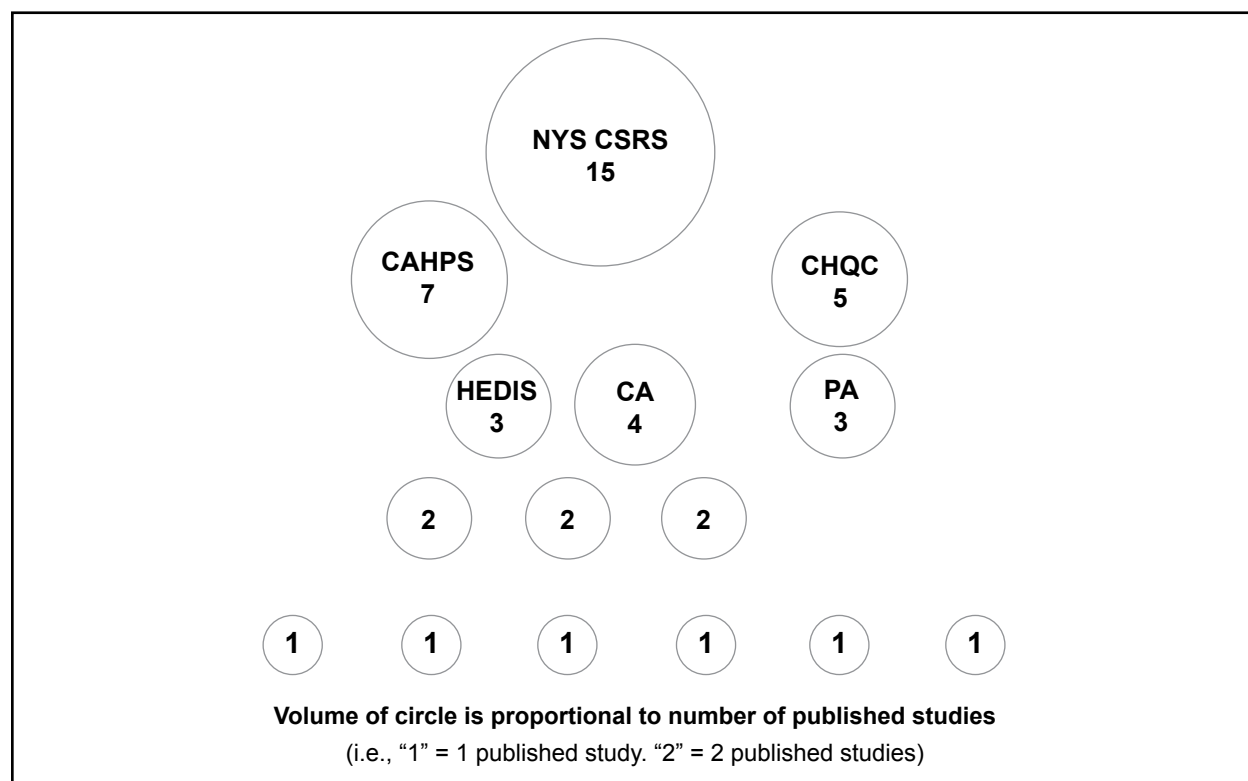 NYS CSRS
15
CAHPS
7
CHQC
5
HEDIS
3
CA
4
PA
3
2
2
2
1
1
1
1
1
1
Volume of circle is proportional to number of published studies
(i.e., “1” = 1 published study. “2” = 2 published studies)